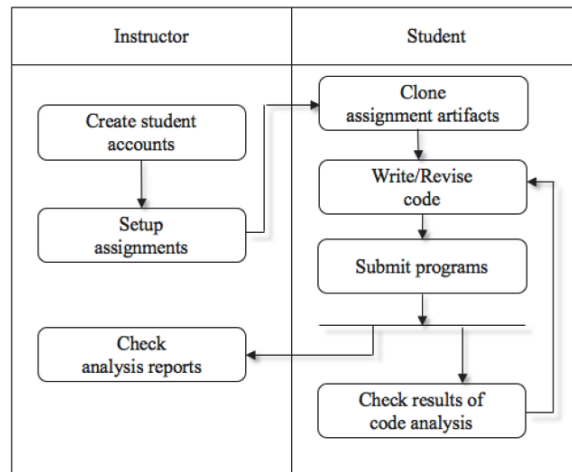 Instructor
Student
Create student
accounts
Setup
assignments
Check
analysis reports
Clone
assignment artifacts
Write/Revise
code
Submit programs
Check results of
code analysis